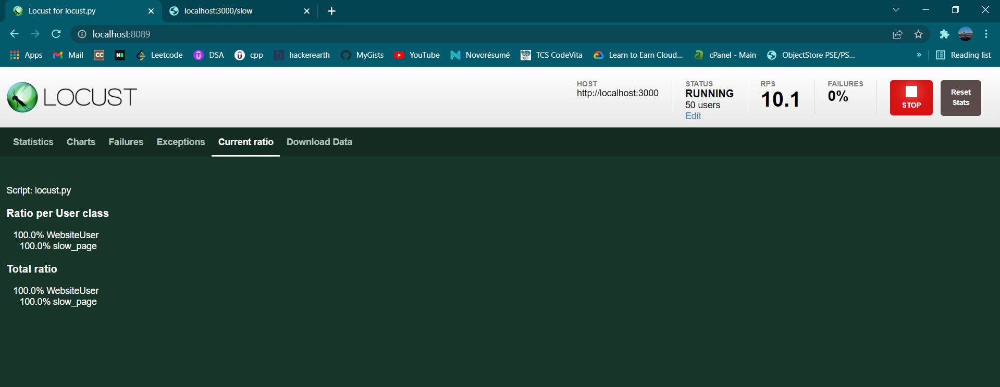 Locust for locust.py
localhost:3000/slow
localhost:8089
Apps Mail CC H Leetcode DSA cpp h hackerearth MyGists YouTube Novorésumé TCS CodeVita Learn to Earn Cloud... cPanel - Main ObjectStore PSE/PS... » Reading list
LOCUST
HOST
http://localhost:3000
STATUS
RUNNING
50 users
Edit
RPS
10.1
FAILURES
0%
STOP
Reset
Stats
Statistics Charts Failures Exceptions Current ratio Download Data
Script: locust.py
Ratio per User class
100.0% WebsiteUser
100.0% slow_page
Total ratio
100.0% WebsiteUser
100.0% slow_page